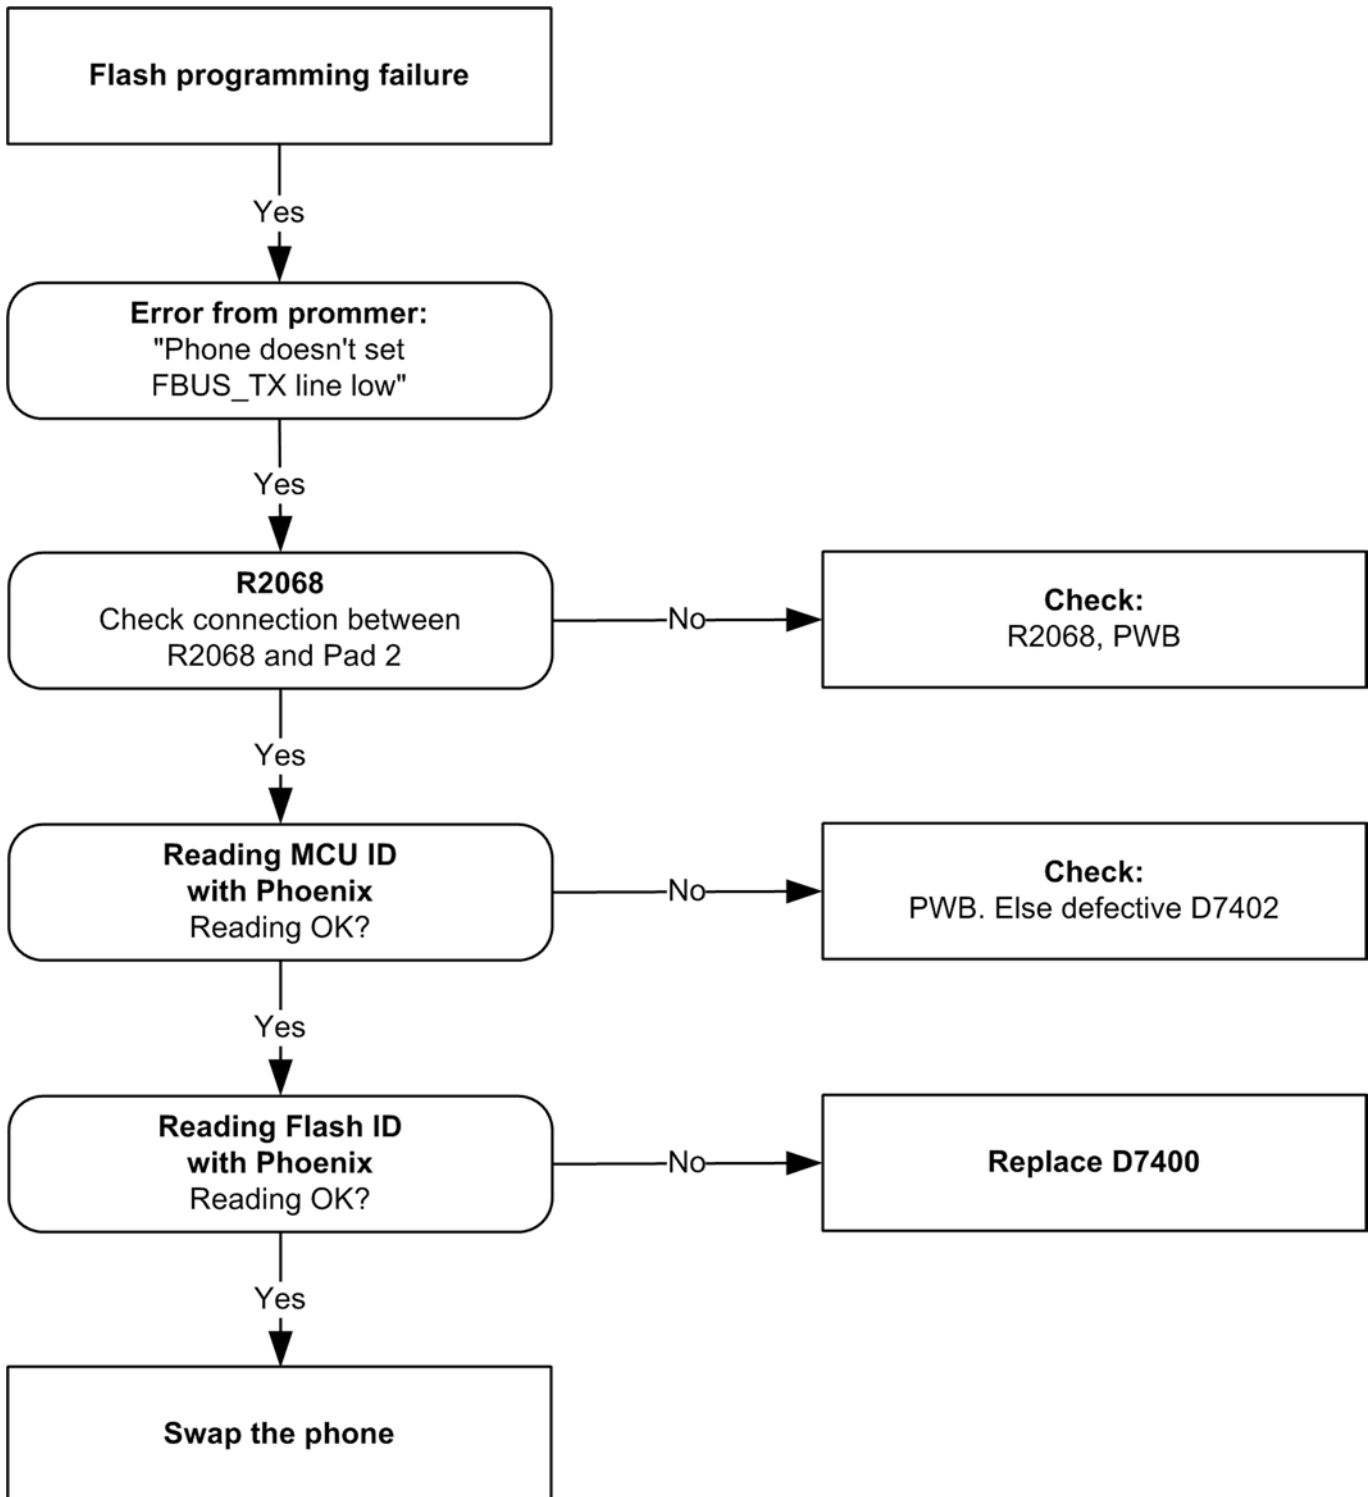 Flash programming failure
Yes
Error from prommer:
"Phone doesn't set
FBUS_TX line low"
Yes
R2068
Check connection between
R2068 and Pad 2
No
Check:
R2068, PWB
Yes
Reading MCU ID
with Phoenix
Reading OK?
No
Check:
PWB. Else defective D7402
Yes
Reading Flash ID
with Phoenix
Reading OK?
No
Replace D7400
Yes
Swap the phone